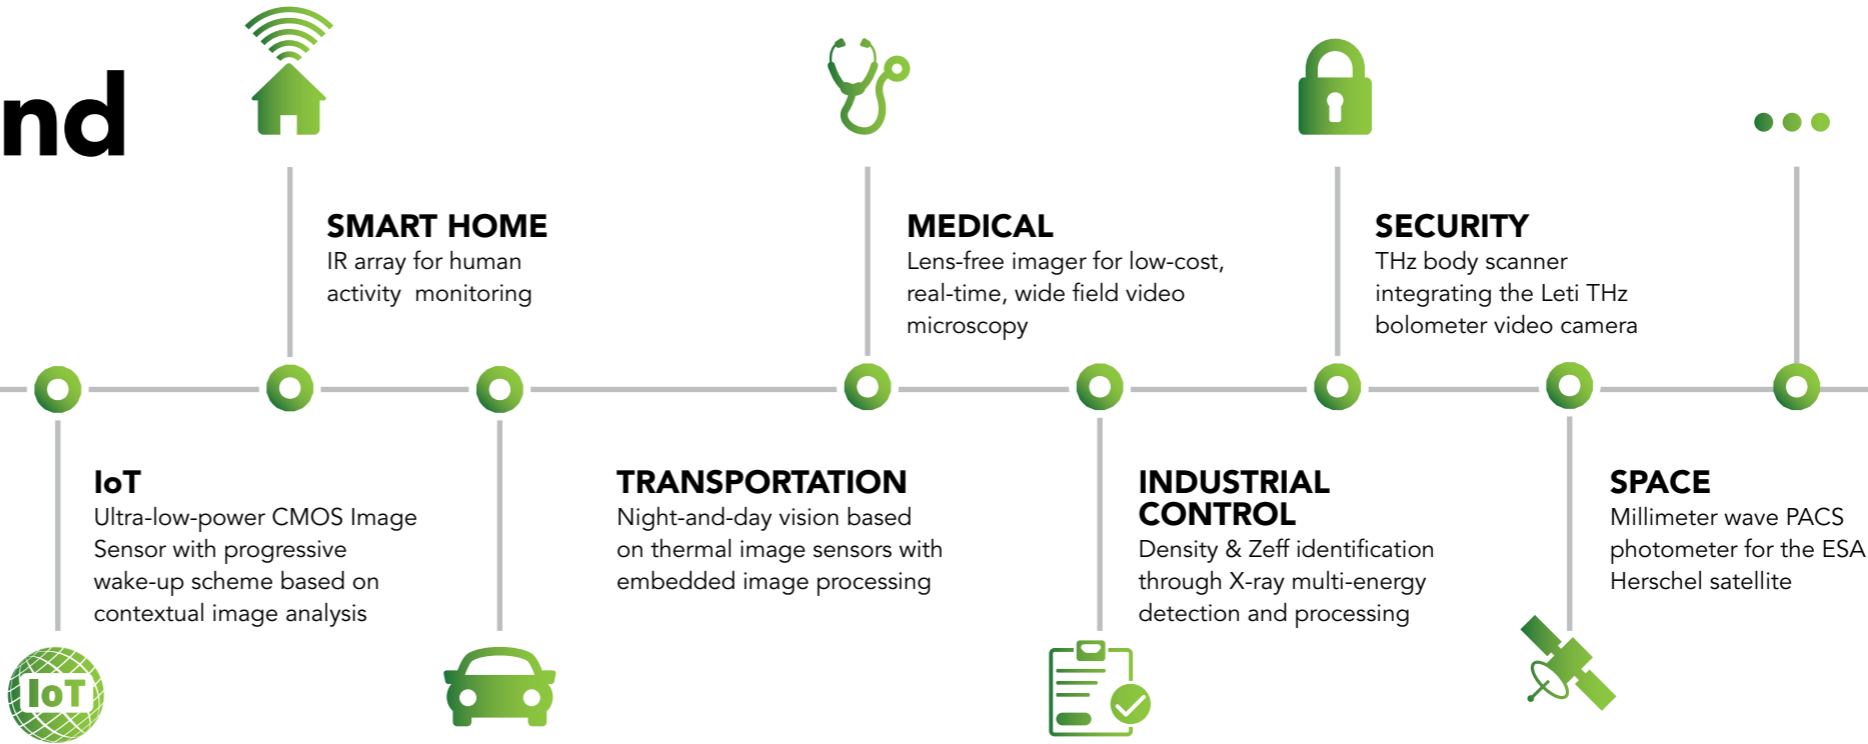 nd
SMART HOME
IR array for human
activity monitoring
MEDICAL
Lens-free imager for low-cost,
real-time, wide field video
microscopy
SECURITY
THz body scanner
integrating the Leti THz
bolometer video camera
IoT
Ultra-low-power CMOS Image
Sensor with progressive
wake-up scheme based on
contextual image analysis
TRANSPORTATION
Night-and-day vision based
on thermal image sensors with
embedded image processing
INDUSTRIAL
CONTROL
Density & Zeff identification
through X-ray multi-energy
detection and processing
SPACE
Millimeter wave PACS
photometer for the ESA
Herschel satellite
IoT